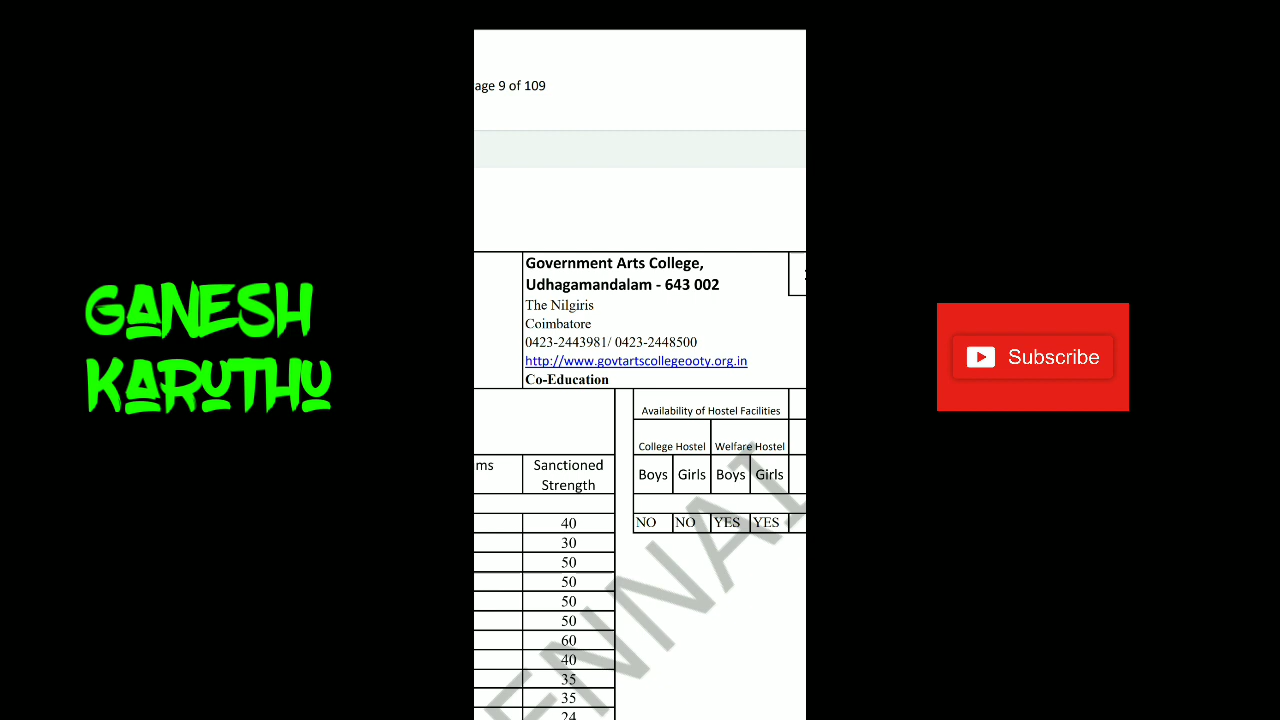 age 9 of 109
GANESH
KARUTHU
Government Arts College,
Udhagamandalam - 643 002
The Nilgiris
Coimbatore
0423-2443981/ 0423-2448500
http://www.govtartscollegeooty.org.in
Co-Education
Subscribe
Availability of Hostel Facilities
College Hostel Welfare Hostel
ms Sanctioned Strength
Boys Girls Boys Girls
NO NO YES YES
40
30
50
50
50
50
60
40
35
35
24
ENNAI